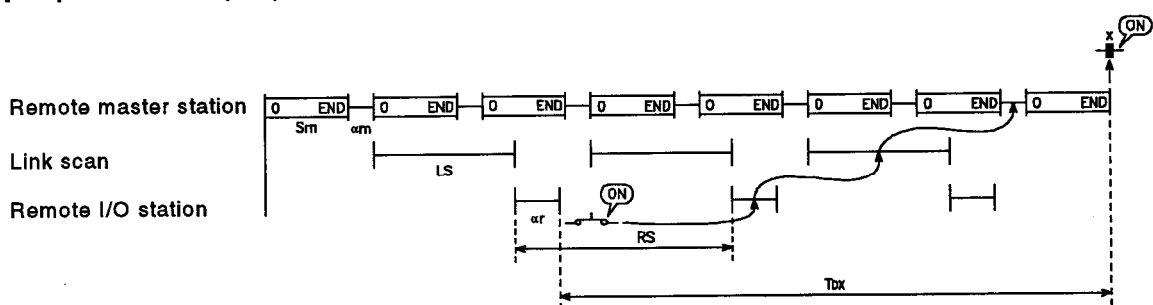 ON
X
Remote master station 0 END 0 END 0 END 0 END 0 END 0 END 0 END 0 END
Sm αm
Link scan LS
Remote I/O station αr ON
RS
Tbx